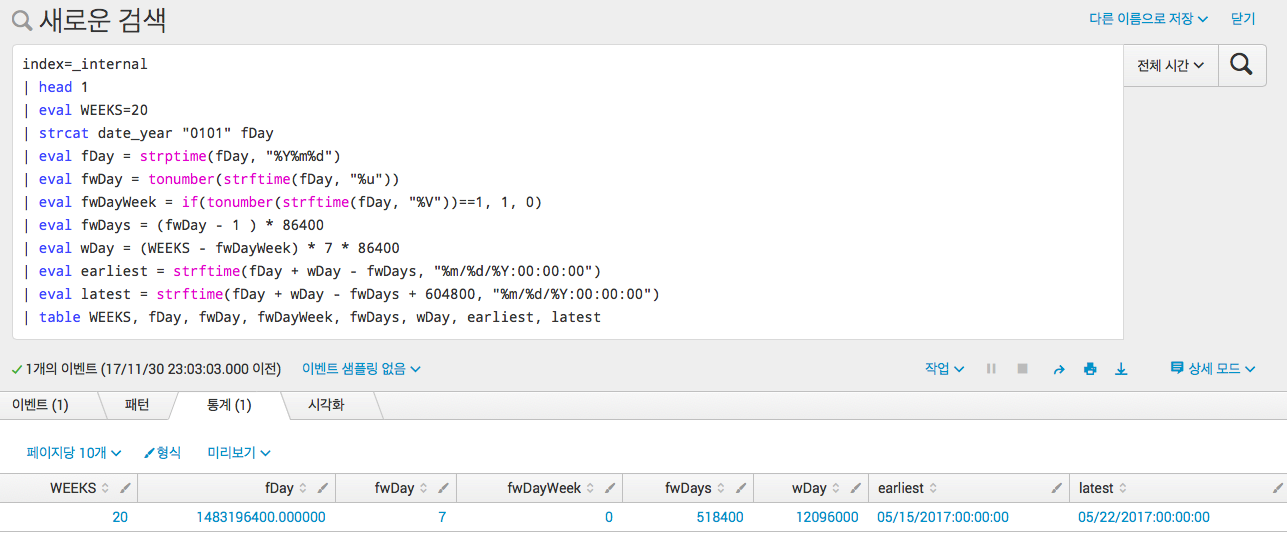 새로운 검색
다른 이름으로 저장 닫기
index=_internal
| head 1
| eval WEEKS=20
| strcat date_year "0101" fDay
| eval fDay = strptime(fDay, "%Y%m%d")
| eval fwDay = tonumber(strftime(fDay, "%u"))
| eval fwDayWeek = if(tonumber(strftime(fDay, "%V"))==1, 1, 0)
| eval fwDays = (fwDay - 1 ) * 86400
| eval wDay = (WEEKS - fwDayWeek) * 7 * 86400
| eval earliest = strftime(fDay + wDay - fwDays, "%m/%d/%Y:00:00:00")
| eval latest = strftime(fDay + wDay - fwDays + 604800, "%m/%d/%Y:00:00:00")
| table WEEKS, fDay, fwDay, fwDayWeek, fwDays, wDay, earliest, latest
전체 시간
1개의 이벤트 (17/11/30 23:03:03.000 이전) 이벤트 샘플링 없음 작업 상세 모드
이벤트 (1) 패턴 통계 (1) 시각화
페이지당 10개 형식 미리보기
WEEKS fDay fwDay fwDayWeek fwDays wDay earliest latest
20 1483196400.000000 7 0 518400 12096000 05/15/2017:00:00:00 05/22/2017:00:00:00